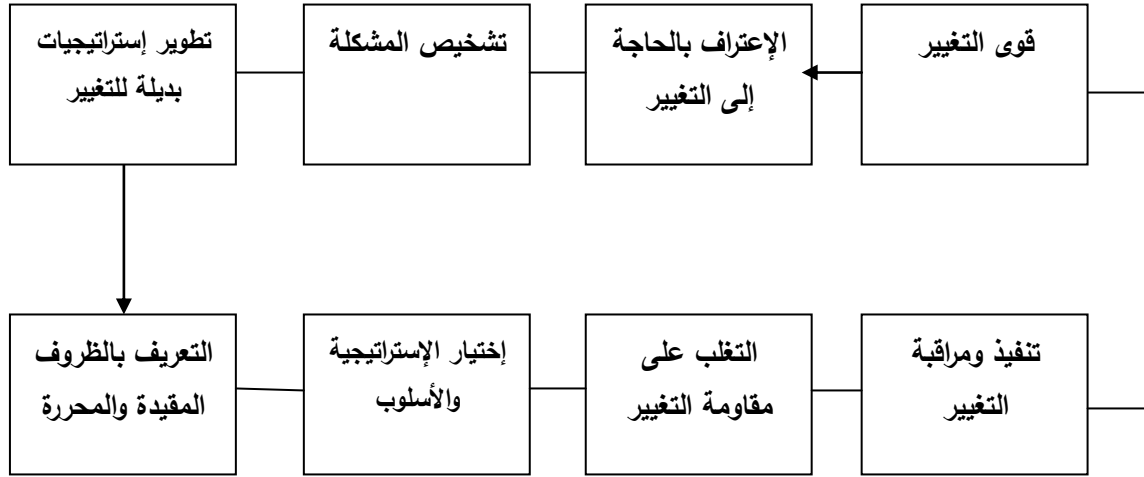 قوى التغيير
الإعتراف بالحاجة
إلى التغيير
تشخيص المشكلة
تطوير إستراتيجيات
بديلة للتغيير
التعريف بالظروف
المقيدة والمحررة
إختيار الإستراتيجية
والأسلوب
التغلب على
مقاومة التغيير
تنفيذ ومراقبة
التغيير